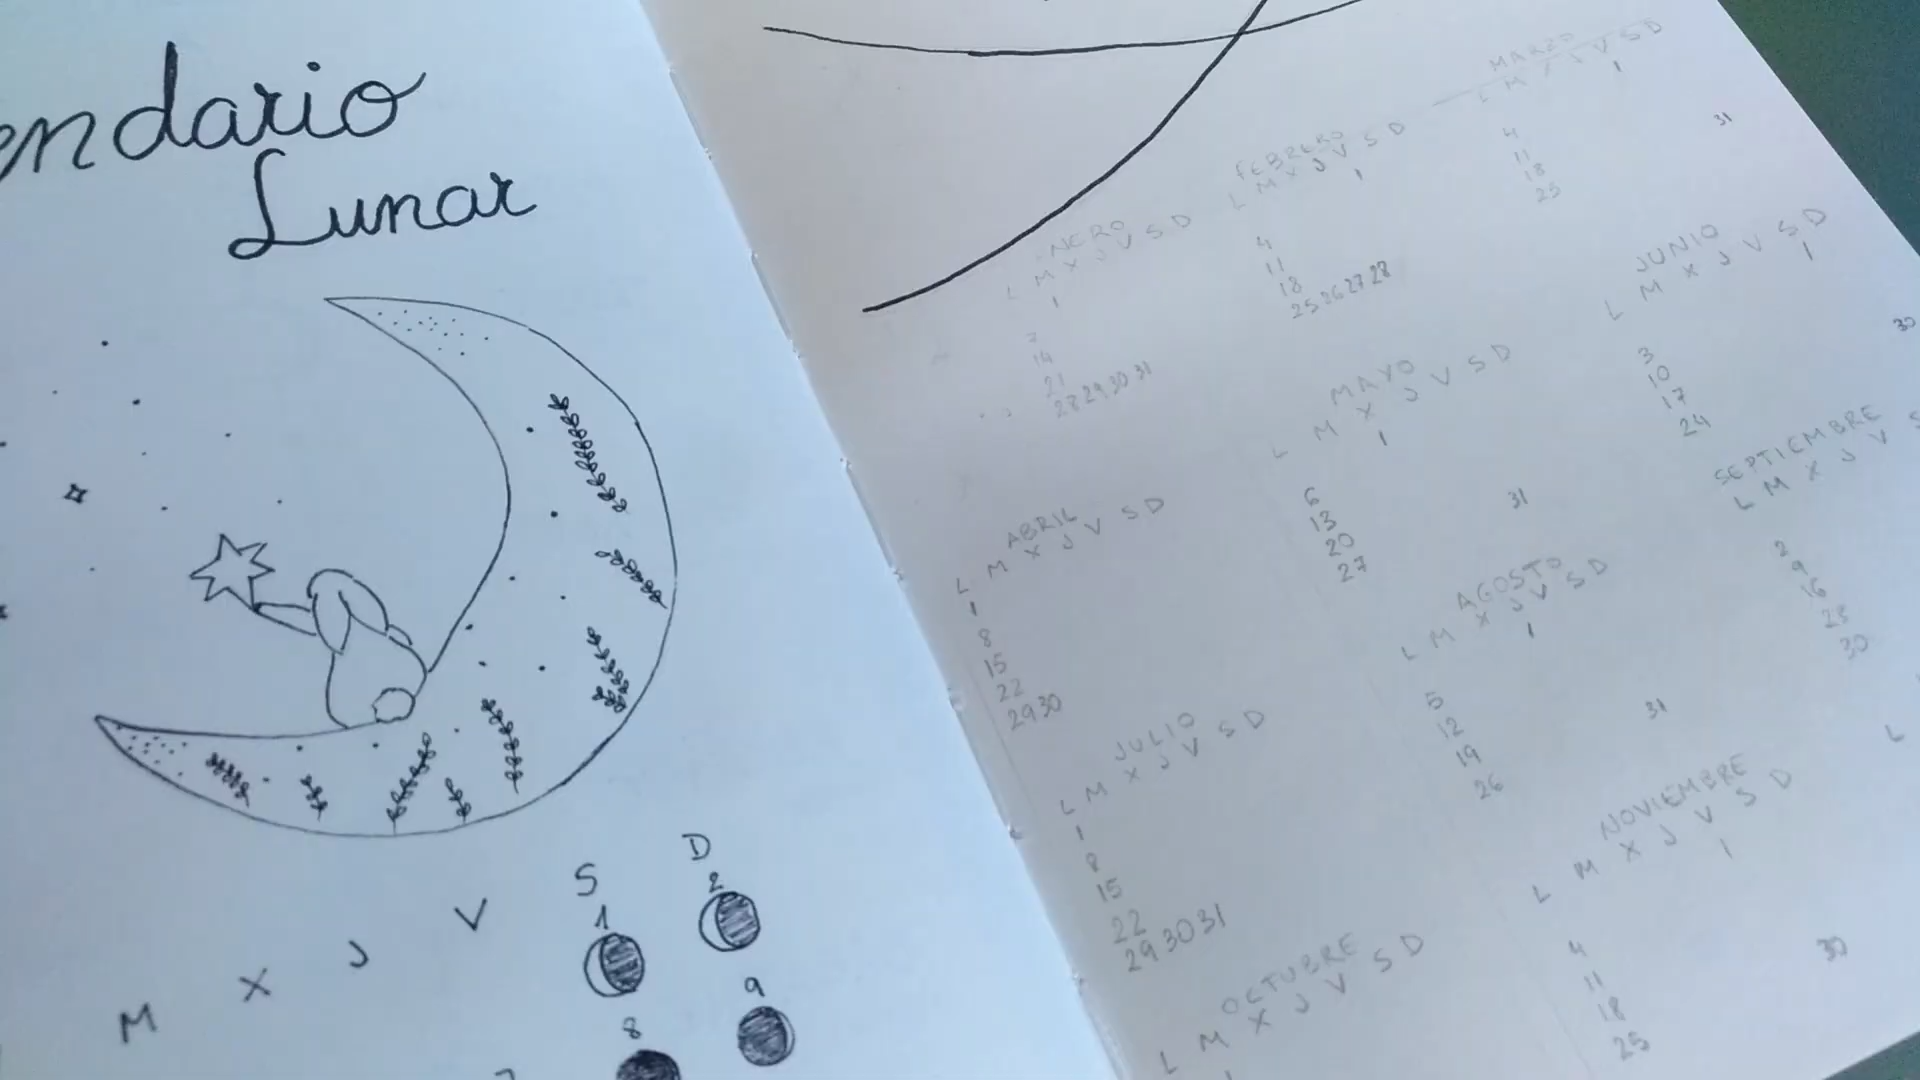 endario
Lunar
M X J V S D
1 2
8 9
ENERO
L M X J V S D
1
7
14
21
28 29 30 31
FEBRERO
L M X J V S D
1
4
11
18
25 26 27 28
MARZO
L M X J V S D
1
4
11
18
25
31
ABRIL
L M X J V S D
1
8
15
22
29 30
MAYO
L M X J V S D
1
6
13
20
27
31
JUNIO
L M X J V S D
1
3
10
17
24
30
JULIO
L M X J V S D
1
8
15
22
29 30 31
AGOSTO
L M X J V S D
1
5
12
19
26
31
SEPTIEMBRE
L M X J V S
2
9
16
23
30
OCTUBRE
L M X J V S D
NOVIEMBRE
L M X J V S D
1
4
11
18
25
30
L